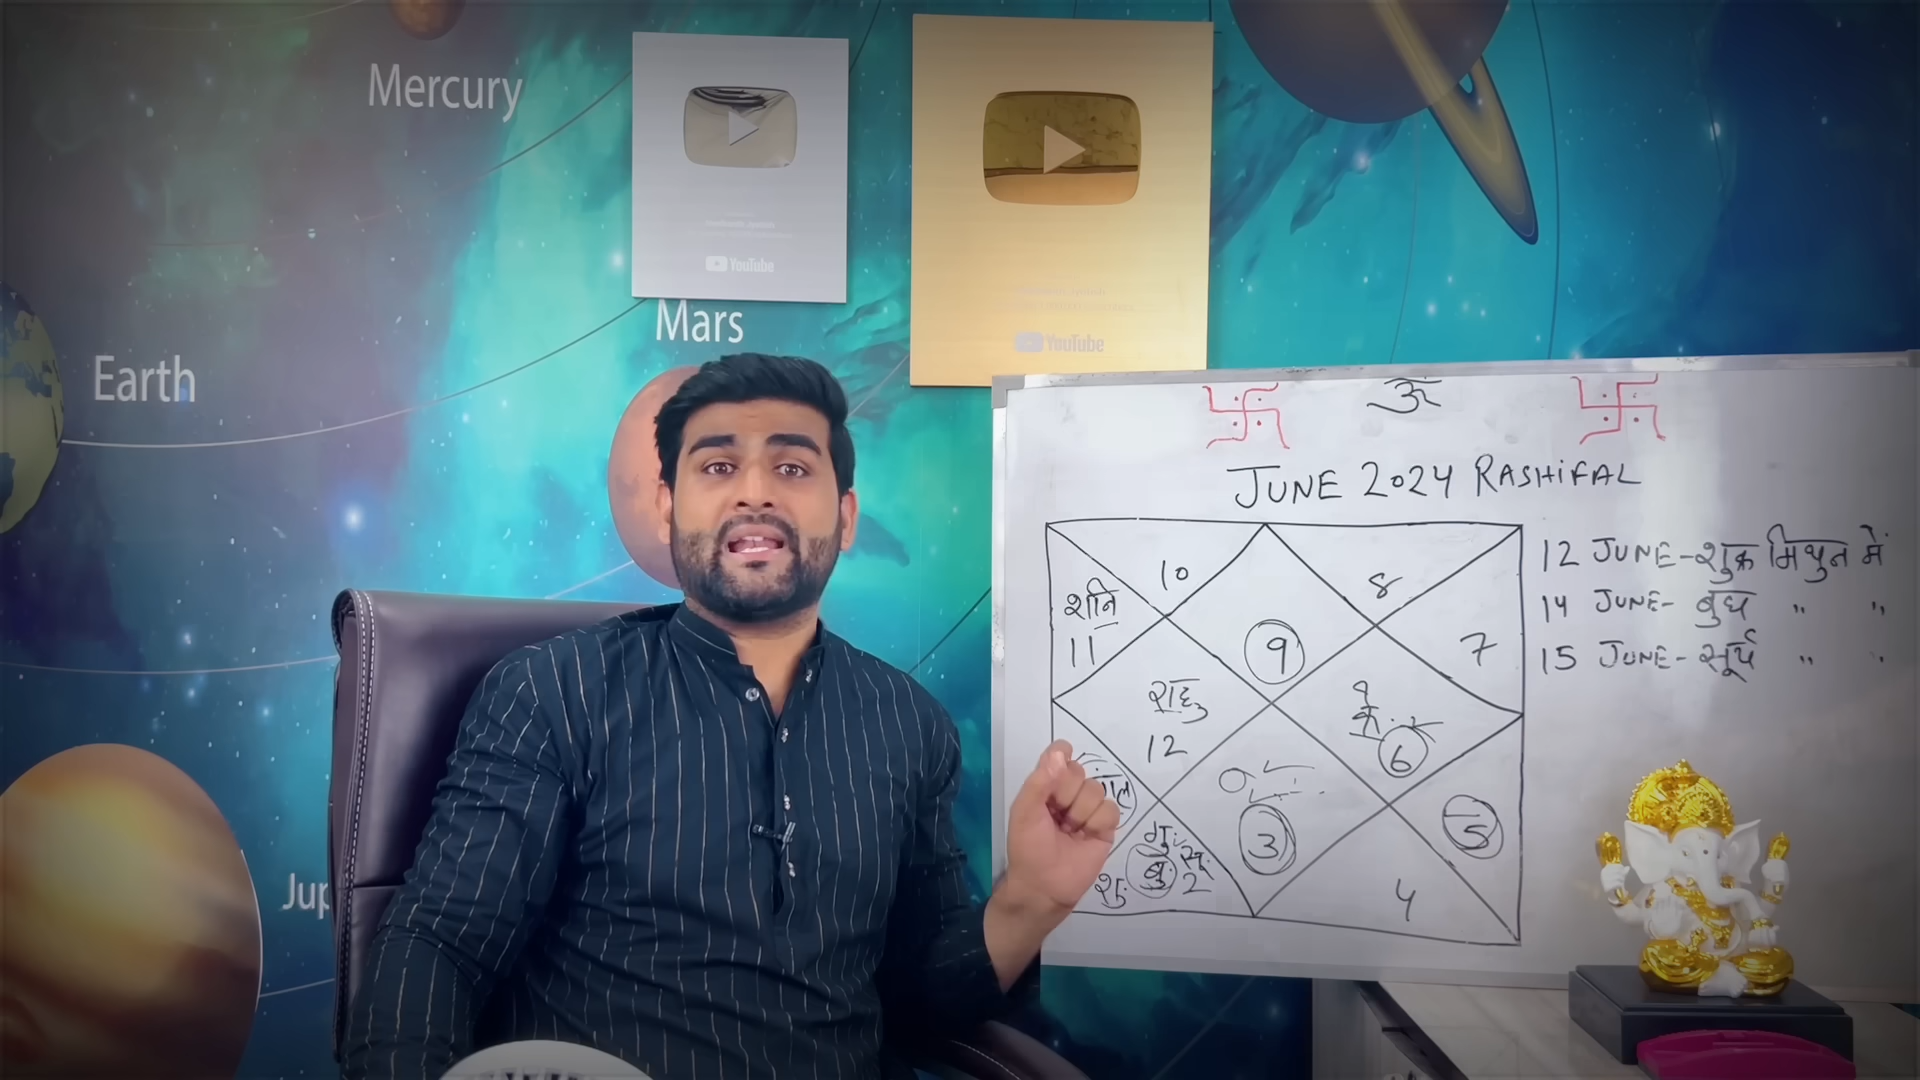 Mercury
YouTube
Mars
YouTube
Earth
Jup
ॐ
JUNE 2024 RASHIFAL
12 JUNE-शुक्र मिथुन में
14 JUNE- बुध " "
15 JUNE- सूर्य " "
10
8
शनि
11
9
7
राहु
12
के.
6
3
5
गु.
बु.
सू.
शु.
2
4